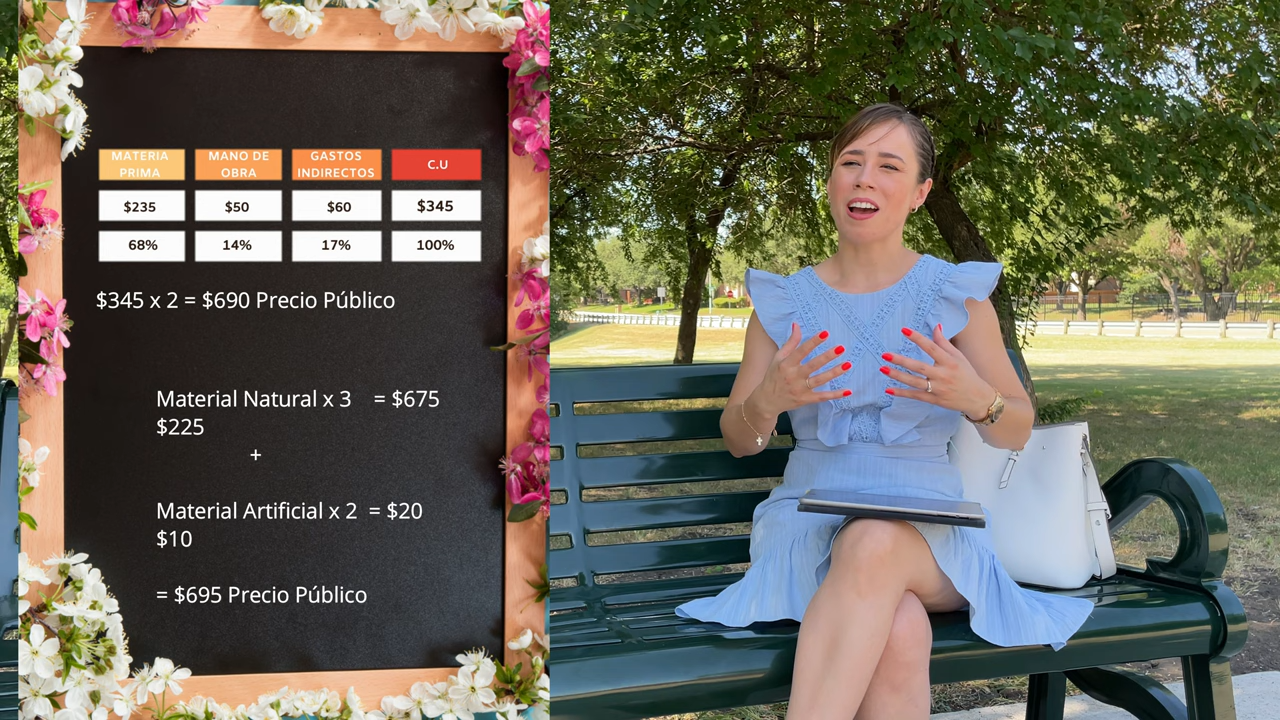 MATERIA PRIMA
MANO DE OBRA
GASTOS INDIRECTOS
C.U
$235 $50 $60 $345
68% 14% 17% 100%
$345 x 2 = $690 Precio Público
Material Natural x 3 = $675
$225
+
Material Artificial x 2 = $20
$10
= $695 Precio Público